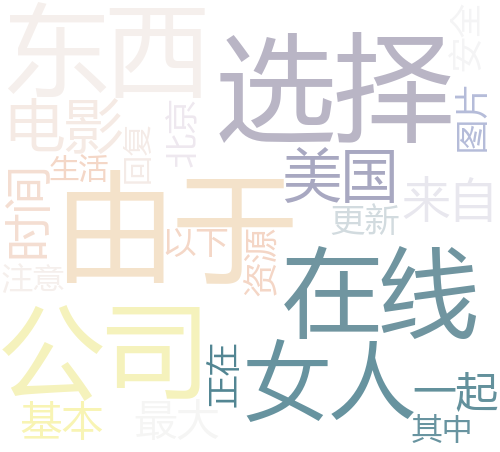 东西
选择
安全
电影
北京
图片
回复
生活
美国
时间
由于
来自
更新
以下
资源
注意
在线
公司
女人
正在
一起
基本
最大
其中